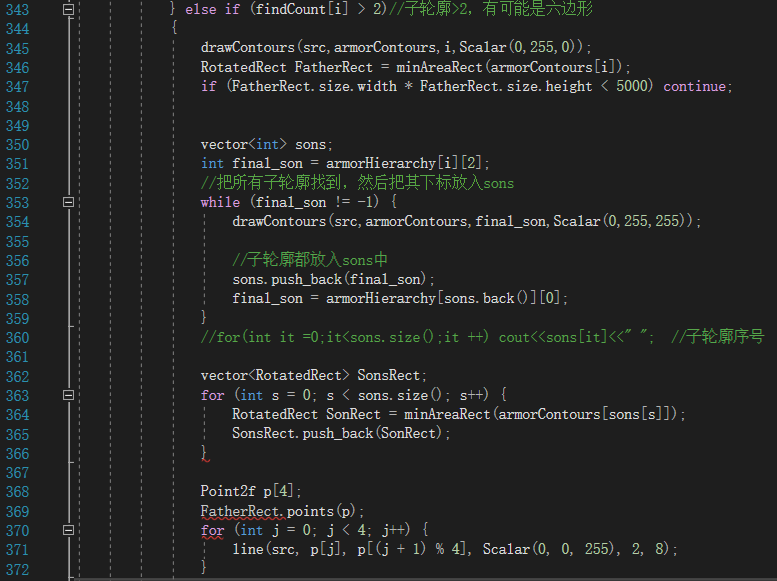 343 } else if (findCount[i] > 2)//子轮廓>2，有可能是六边形
344 {
345 drawContours(src,armorContours,i,Scalar(0,255,0));
346 RotatedRect FatherRect = minAreaRect(armorContours[i]);
347 if (FatherRect.size.width * FatherRect.size.height < 5000) continue;
348
349
350 vector<int> sons;
351 int final_son = armorHierarchy[i][2];
352 //把所有子轮廓找到，然后把其下标放入sons
353 while (final_son != -1) {
354 drawContours(src,armorContours,final_son,Scalar(0,255,255));
355
356 //子轮廓都放入sons中
357 sons.push_back(final_son);
358 final_son = armorHierarchy[sons.back()][0];
359 }
360 //for(int it =0;it<sons.size();it ++) cout<<sons[it]<<" "; //子轮廓序号
361
362 vector<RotatedRect> SonsRect;
363 for (int s = 0; s < sons.size(); s++) {
364 RotatedRect SonRect = minAreaRect(armorContours[sons[s]]);
365 SonsRect.push_back(SonRect);
366 }
367
368 Point2f p[4];
369 FatherRect.points(p);
370 for (int j = 0; j < 4; j++) {
371 line(src, p[j], p[(j + 1) % 4], Scalar(0, 0, 255), 2, 8);
372 }